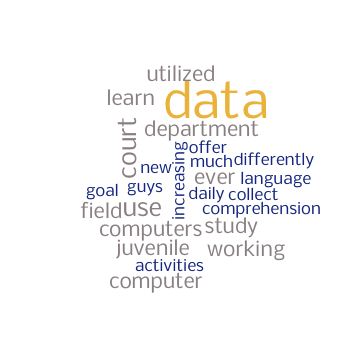 utilized
learn
data
court
department
offer
increasing
new
much
differently
ever
language
goal
guys
daily
collect
field
use
comprehension
computers
study
juvenile
working
activities
computer